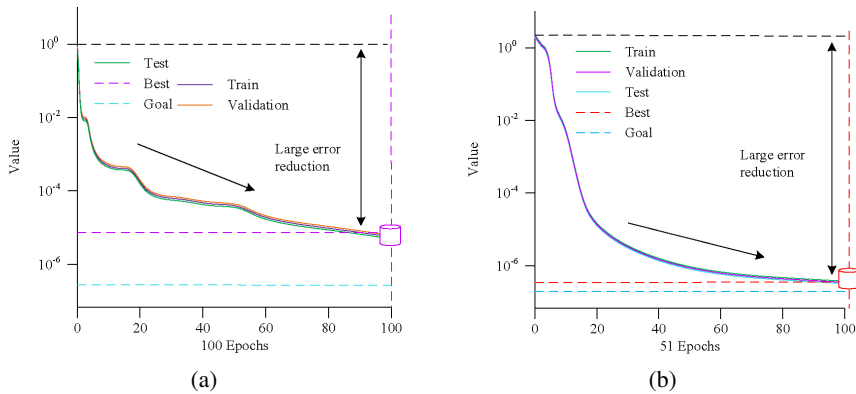 10^0
10^-2
10^-4
10^-6
Value
Test
Best
Goal
Train
Validation
Large error
reduction
0
20
40
60
80
100
100 Epochs
(a)
10^0
10^-2
10^-4
10^-6
Value
Train
Validation
Test
Best
Goal
Large error
reduction
0
20
40
60
80
100
51 Epochs
(b)